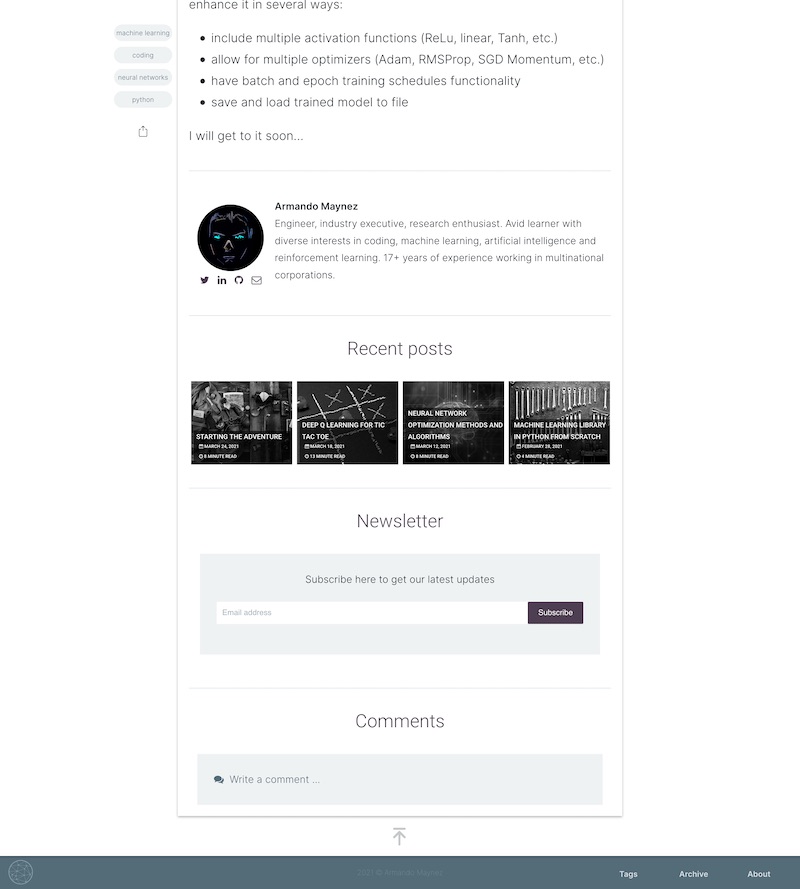 enhance it in several ways:
machine learning
coding
neural networks
python
include multiple activation functions (ReLu, linear, Tanh, etc.)
allow for multiple optimizers (Adam, RMSProp, SGD Momentum, etc.)
have batch and epoch training schedules functionality
save and load trained model to file
I will get to it soon...
Armando Maynez
Engineer, industry executive, research enthusiast. Avid learner with
diverse interests in coding, machine learning, artificial intelligence and
reinforcement learning. 17+ years of experience working in multinational
corporations.
Recent posts
STARTING THE ADVENTURE
MARCH 24, 2021
8 MINUTE READ
DEEP Q LEARNING FOR TIC
TAC TOE
MARCH 18, 2021
13 MINUTE READ
NEURAL NETWORK
OPTIMIZATION METHODS AND
ALGORITHMS
MARCH 12, 2021
8 MINUTE READ
MACHINE LEARNING LIBRARY
IN PYTHON FROM SCRATCH
FEBRUARY 28, 2021
4 MINUTE READ
Newsletter
Subscribe here to get our latest updates
Email address
Subscribe
Comments
Write a comment ...
2021 © Armando Maynez
Tags
Archive
About